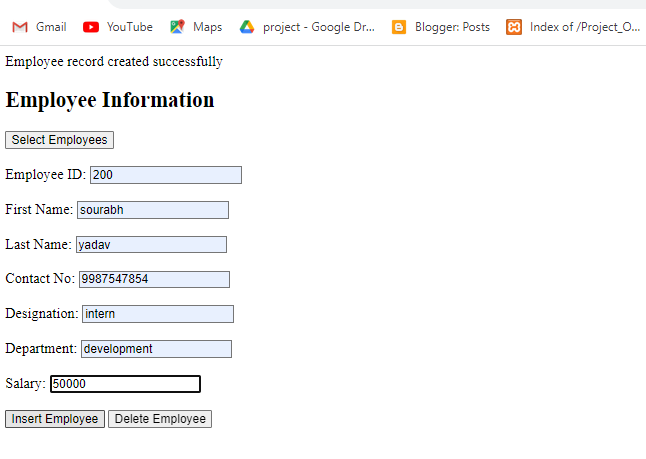 Gmail YouTube Maps project - Google Dr... Blogger: Posts Index of /Project_O...
Employee record created successfully
Employee Information
Select Employees
Employee ID: 200
First Name: sourabh
Last Name: yadav
Contact No: 9987547854
Designation: intern
Department: development
Salary: 50000
Insert Employee Delete Employee